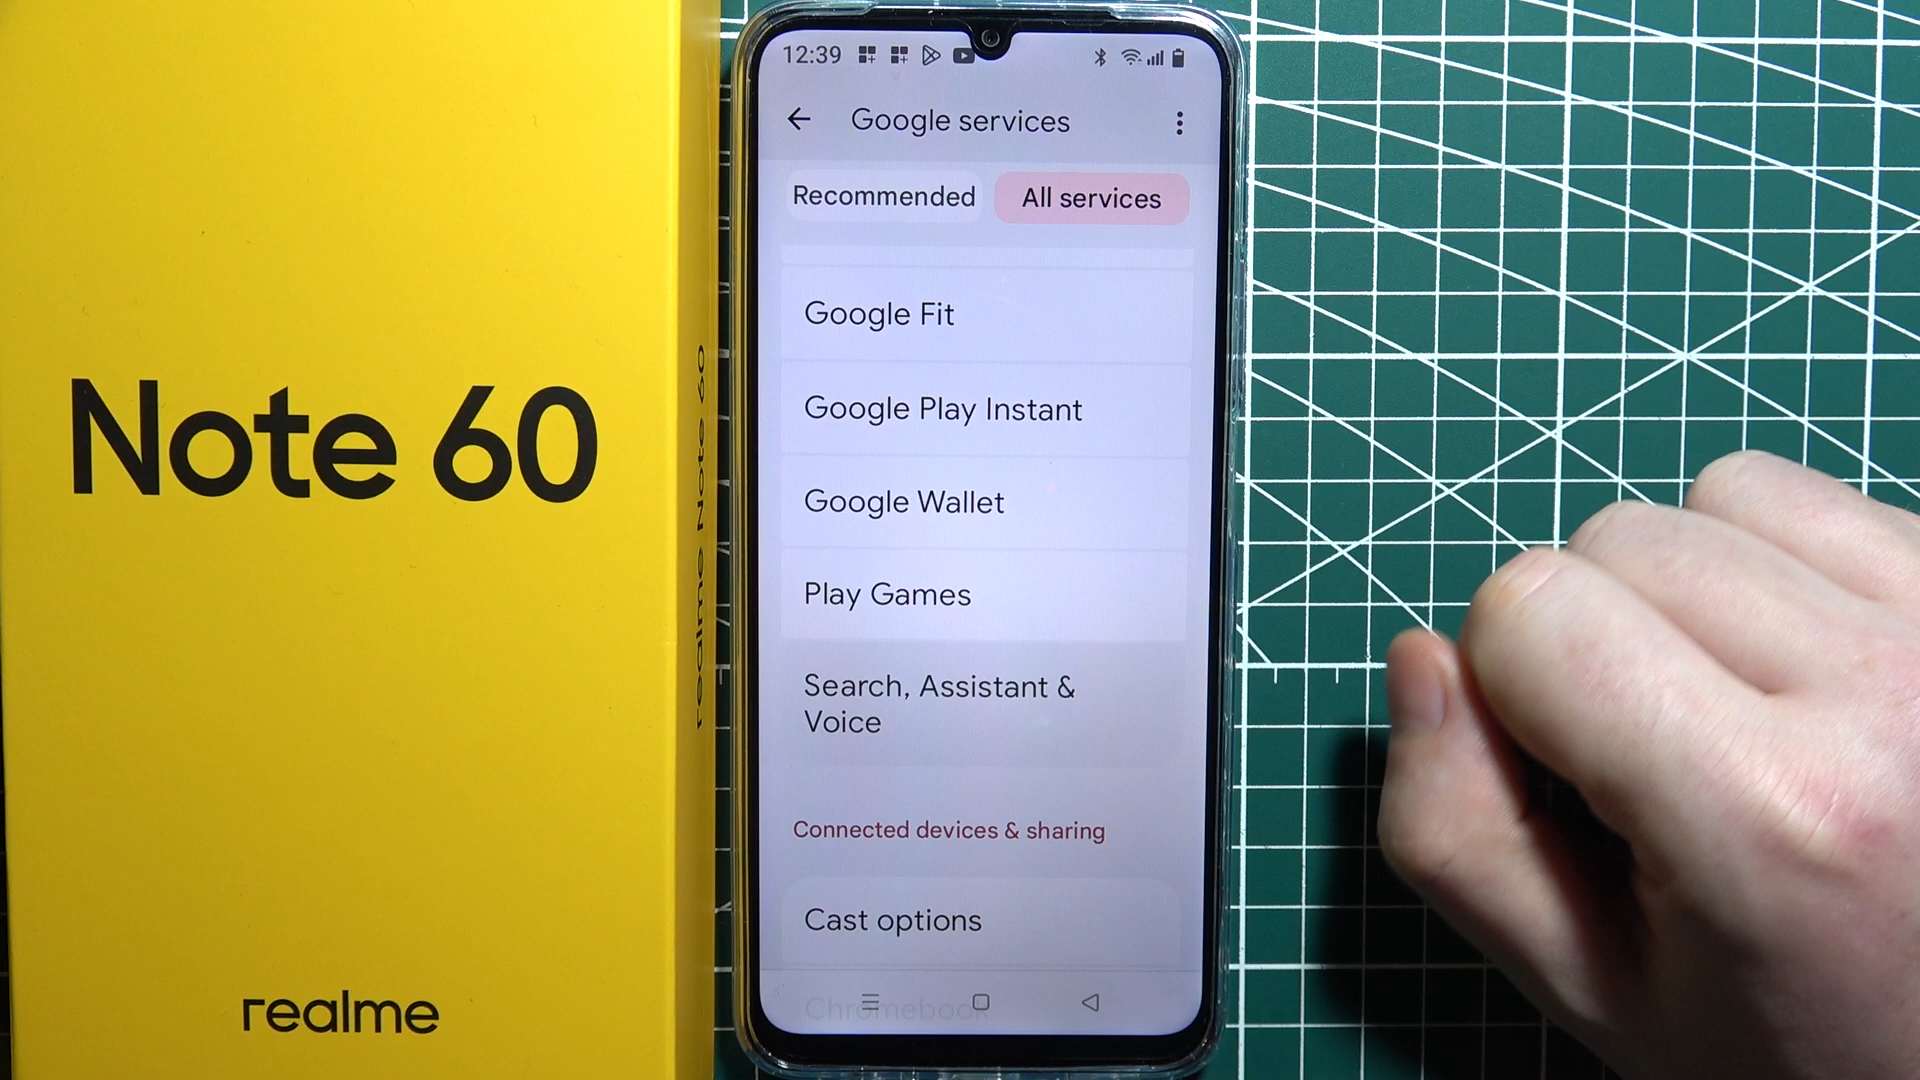 Note 60
realme
realme Note 60
12:39
Google services
Recommended
All services
Google Fit
Google Play Instant
Google Wallet
Play Games
Search, Assistant &
Voice
Connected devices & sharing
Cast options
Chromebook